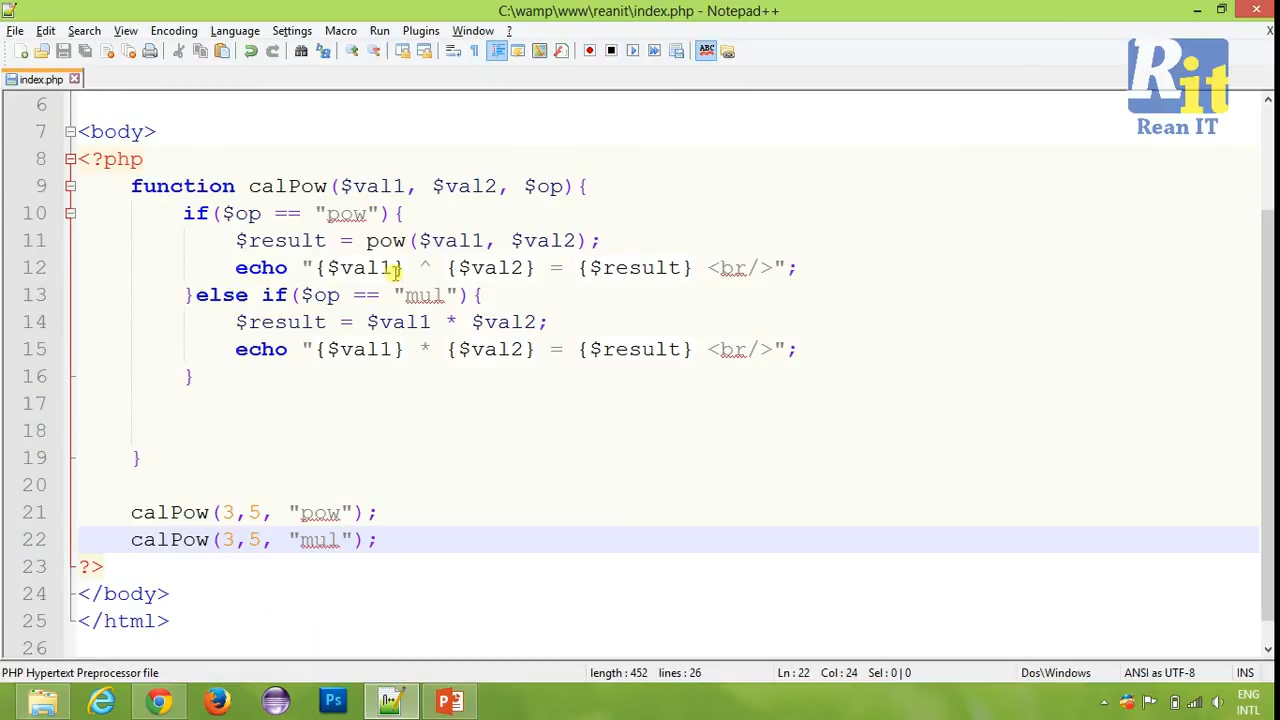 C:\wamp\www\reanit\index.php - Notepad++
File Edit Search View Encoding Language Settings Macro Run Plugins Window ? X
ABC
index.php
Rit
Rean IT
6
7 <body>
8 <?php
9 function calPow($val1, $val2, $op){
10 if($op == "pow"){
11 $result = pow($val1, $val2);
12 echo "{$val1} ^ {$val2} = {$result} <br/>";
13 }else if($op == "mul"){
14 $result = $val1 * $val2;
15 echo "{$val1} * {$val2} = {$result} <br/>";
16 }
17
18
19 }
20
21 calPow(3,5, "pow");
22 calPow(3,5, "mul");
23 ?>
24 </body>
25 </html>
26
PHP Hypertext Preprocessor file length : 452 lines : 26 Ln : 22 Col : 24 Sel : 0 | 0 Dos\Windows ANSI as UTF-8 INS
Ps ENG
INTL